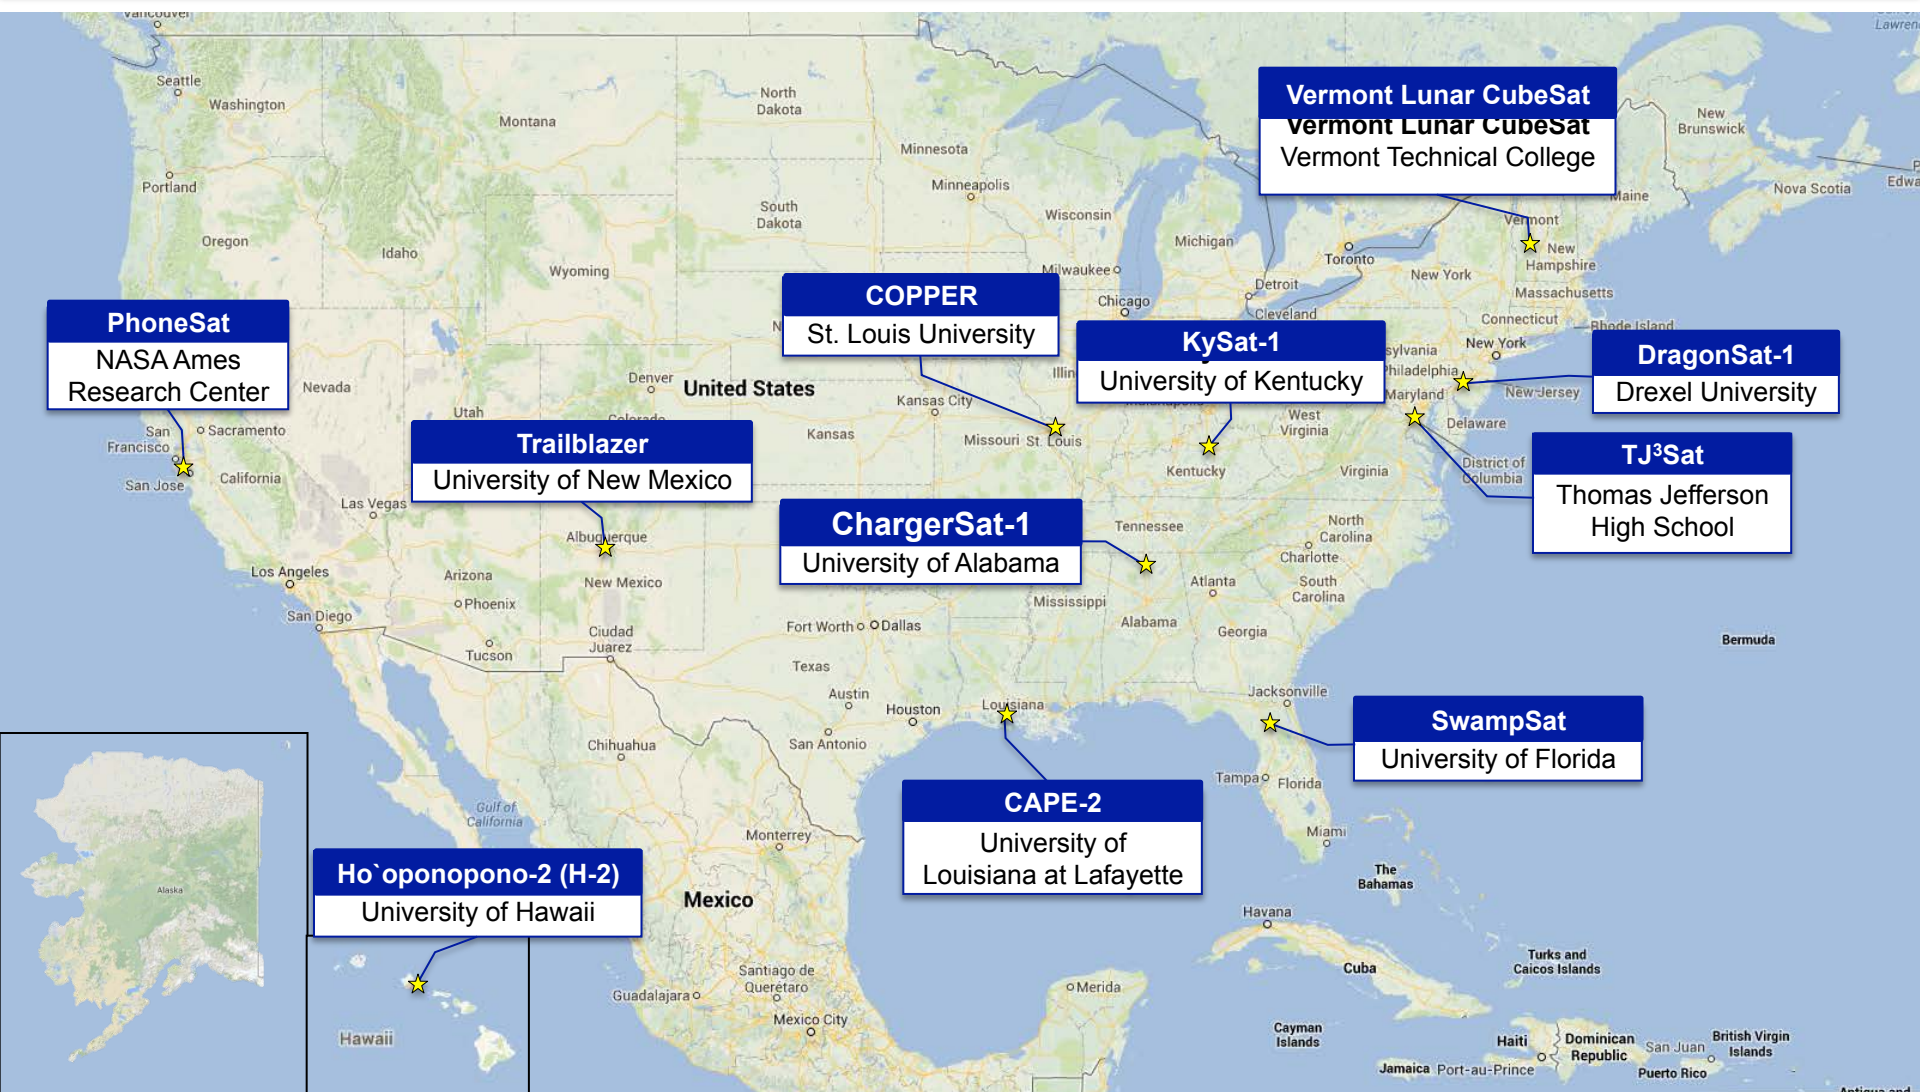 Vancouver
Lawren
Seattle
Washington
Montana
North
Dakota
Minnesota
Vermont Lunar CubeSat
Vermont Lunar CubeSat
Vermont Technical College
New
Brunswick
Portland
Minneapolis
South
Dakota
Wisconsin
Maine
Nova Scotia
Edwa
Oregon
Idaho
Wyoming
Michigan
Toronto
Vermont
New
Hampshire
Milwaukee
New York
Detroit
Massachusetts
Chicago
Cleveland
Connecticut
Rhode Island
COPPER
St. Louis University
KySat-1
University of Kentucky
PhoneSat
NASA Ames
Research Center
sylvania
New York
Philadelphia
New Jersey
Maryland
Delaware
DragonSat-1
Drexel University
Nevada
Utah
Denver
Colorado
United States
Kansas City
Illin
Indianapolis
West
Virginia
San
Francisco
Sacramento
San Jose
California
Kansas
Missouri
St. Louis
Kentucky
Virginia
District of
Columbia
TJ³Sat
Thomas Jefferson
High School
Trailblazer
University of New Mexico
Las Vegas
Albuquerque
ChargerSat-1
University of Alabama
Tennessee
North
Carolina
Charlotte
Los Angeles
Arizona
New Mexico
Phoenix
Atlanta
South
Carolina
Mississippi
San Diego
Ciudad
Juarez
Fort Worth
Dallas
Alabama
Georgia
Bermuda
Tucson
Texas
Austin
Houston
Louisiana
Jacksonville
SwampSat
University of Florida
Chihuahua
San Antonio
Tampa
Florida
CAPE-2
University of
Louisiana at Lafayette
Gulf of
California
Monterrey
Miami
The
Bahamas
Alaska
Ho`oponopono-2 (H-2)
University of Hawaii
Mexico
Havana
Cuba
Turks and
Caicos Islands
Guadalajara
Santiago de
Querétaro
Merida
Mexico City
Hawaii
Cayman
Islands
Haiti
Dominican
Republic
San Juan
British Virgin
Islands
Jamaica
Port-au-Prince
Puerto Rico
Antigua and